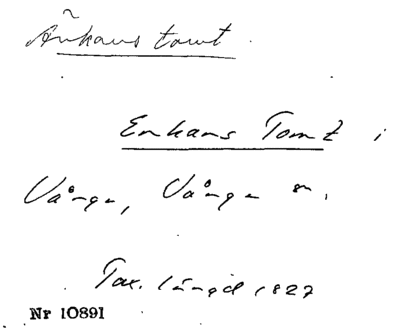 Änkans tomt
Enkans Tomt i
Vånga, Vånga sn.
Tax. längd 1827
Nr 10891